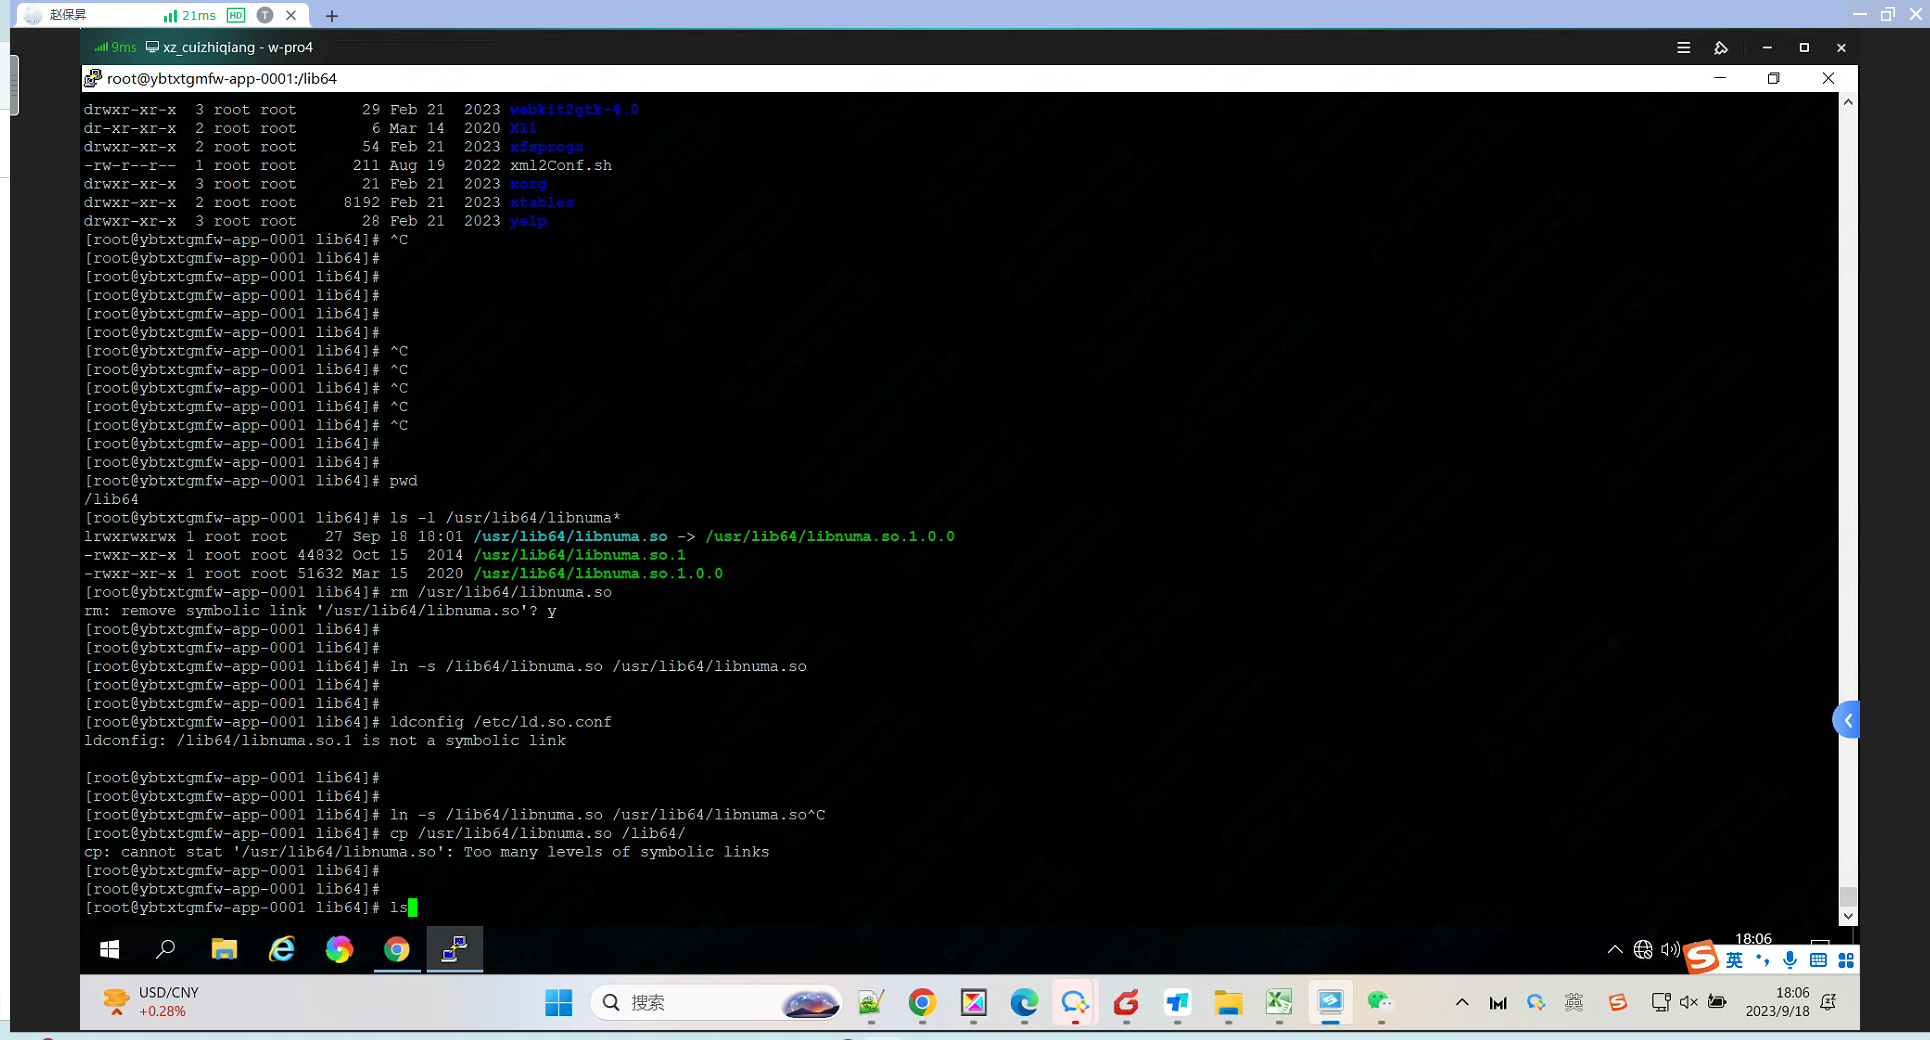 赵保昇 21ms HD T
9ms xz_cuizhiqiang - w-pro4
root@ybtxtgmfw-app-0001:/lib64
drwxr-xr-x  3 root root       29 Feb 21  2023 webkit2gtk-4.0
dr-xr-xr-x  2 root root        6 Mar 14  2020 X11
drwxr-xr-x  2 root root       54 Feb 21  2023 xfsprogs
-rw-r--r--  1 root root      211 Aug 19  2022 xml2Conf.sh
drwxr-xr-x  3 root root       21 Feb 21  2023 xorg
drwxr-xr-x  2 root root     8192 Feb 21  2023 xtables
drwxr-xr-x  3 root root       28 Feb 21  2023 yelp
[root@ybtxtgmfw-app-0001 lib64]# ^C
[root@ybtxtgmfw-app-0001 lib64]#
[root@ybtxtgmfw-app-0001 lib64]#
[root@ybtxtgmfw-app-0001 lib64]#
[root@ybtxtgmfw-app-0001 lib64]#
[root@ybtxtgmfw-app-0001 lib64]#
[root@ybtxtgmfw-app-0001 lib64]# ^C
[root@ybtxtgmfw-app-0001 lib64]# ^C
[root@ybtxtgmfw-app-0001 lib64]# ^C
[root@ybtxtgmfw-app-0001 lib64]# ^C
[root@ybtxtgmfw-app-0001 lib64]# ^C
[root@ybtxtgmfw-app-0001 lib64]#
[root@ybtxtgmfw-app-0001 lib64]#
[root@ybtxtgmfw-app-0001 lib64]# pwd
/lib64
[root@ybtxtgmfw-app-0001 lib64]# ls -l /usr/lib64/libnuma*
lrwxrwxrwx 1 root root    27 Sep 18 18:01 /usr/lib64/libnuma.so -> /usr/lib64/libnuma.so.1.0.0
-rwxr-xr-x 1 root root 44832 Oct 15  2014 /usr/lib64/libnuma.so.1
-rwxr-xr-x 1 root root 51632 Mar 15  2020 /usr/lib64/libnuma.so.1.0.0
[root@ybtxtgmfw-app-0001 lib64]# rm /usr/lib64/libnuma.so
rm: remove symbolic link '/usr/lib64/libnuma.so'? y
[root@ybtxtgmfw-app-0001 lib64]#
[root@ybtxtgmfw-app-0001 lib64]#
[root@ybtxtgmfw-app-0001 lib64]# ln -s /lib64/libnuma.so /usr/lib64/libnuma.so
[root@ybtxtgmfw-app-0001 lib64]#
[root@ybtxtgmfw-app-0001 lib64]#
[root@ybtxtgmfw-app-0001 lib64]# ldconfig /etc/ld.so.conf
ldconfig: /lib64/libnuma.so.1 is not a symbolic link
[root@ybtxtgmfw-app-0001 lib64]#
[root@ybtxtgmfw-app-0001 lib64]#
[root@ybtxtgmfw-app-0001 lib64]# ln -s /lib64/libnuma.so /usr/lib64/libnuma.so^C
[root@ybtxtgmfw-app-0001 lib64]# cp /usr/lib64/libnuma.so /lib64/
cp: cannot stat '/usr/lib64/libnuma.so': Too many levels of symbolic links
[root@ybtxtgmfw-app-0001 lib64]#
[root@ybtxtgmfw-app-0001 lib64]#
[root@ybtxtgmfw-app-0001 lib64]# ls
18:06
英
USD/CNY
+0.28%
搜索
英
18:06
2023/9/18